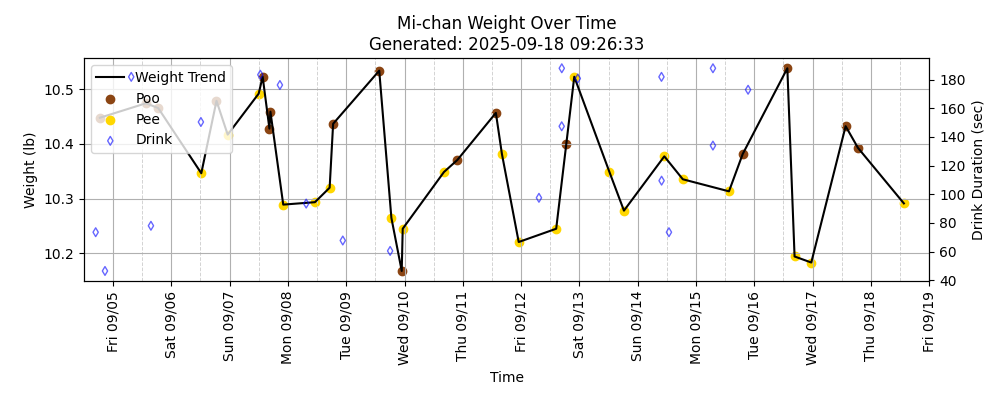 Mi-chan Weight Over Time
Generated: 2025-09-18 09:26:33
Weight Trend
Poo
Pee
Drink
Weight (lb)
10.5
10.4
10.3
10.2
Drink Duration (sec)
180
160
140
120
100
80
60
40
Fri 09/05
Sat 09/06
Sun 09/07
Mon 09/08
Tue 09/09
Wed 09/10
Thu 09/11
Fri 09/12
Sat 09/13
Sun 09/14
Mon 09/15
Tue 09/16
Wed 09/17
Thu 09/18
Fri 09/19
Time